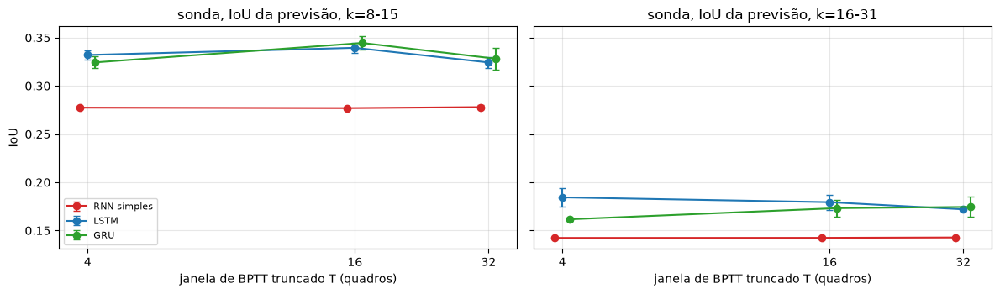 sonda, IoU da previsão, k=8-15
sonda, IoU da previsão, k=16-31
0.35
0.30
0.25
0.20
0.15
IoU
RNN simples
LSTM
GRU
4
16
32
4
16
32
janela de BPTT truncado T (quadros)
janela de BPTT truncado T (quadros)